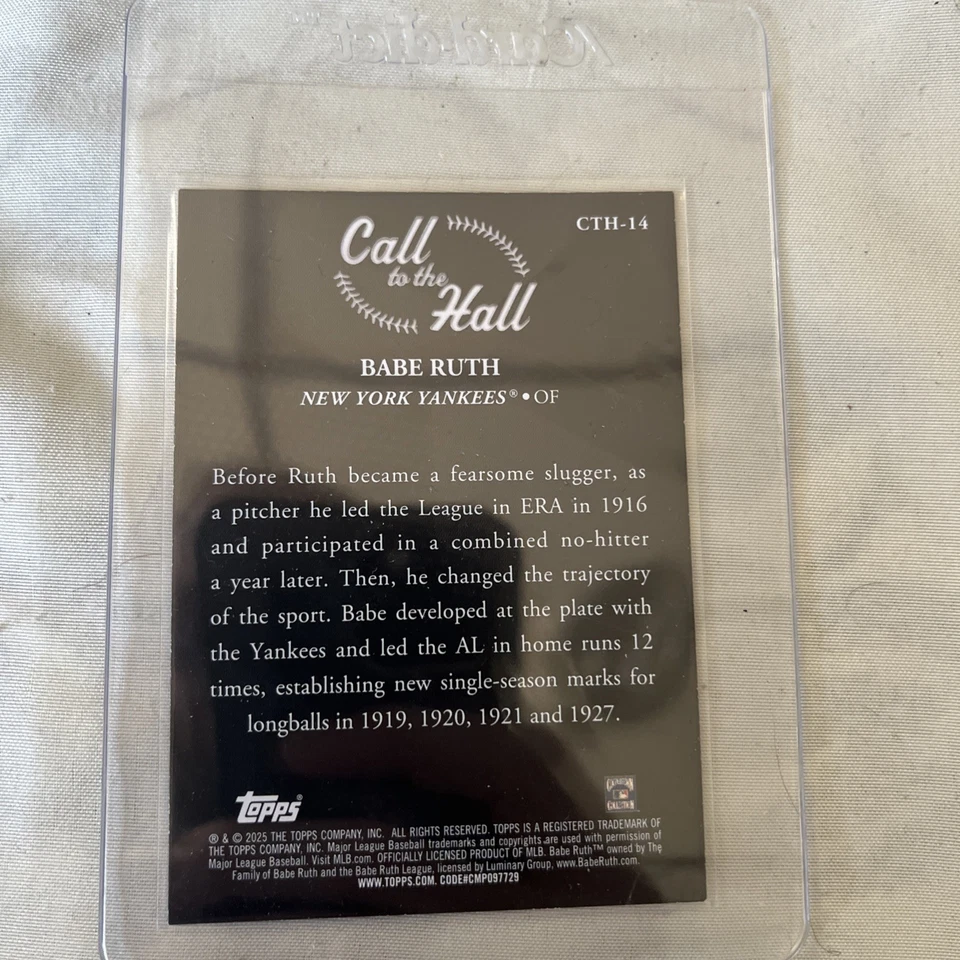 CTH-14
Call
to the
Hall
BABE RUTH
NEW YORK YANKEES® • OF
Before Ruth became a fearsome slugger, as
a pitcher he led the League in ERA in 1916
and participated in a combined no-hitter
a year later. Then, he changed the trajectory
of the sport. Babe developed at the plate with
the Yankees and led the AL in home runs 12
times, establishing new single-season marks for
longballs in 1919, 1920, 1921 and 1927.
topps®
® & © 2025 THE TOPPS COMPANY, INC. ALL RIGHTS RESERVED. TOPPS IS A REGISTERED TRADEMARK OF
THE TOPPS COMPANY, INC. Major League Baseball trademarks and copyrights are used with permission of
Major League Baseball. Visit MLB.com. OFFICIALLY LICENSED PRODUCT OF MLB. Babe Ruth™ owned by The
Family of Babe Ruth and the Babe Ruth League, licensed by Luminary Group, www.BabeRuth.com.
WWW.TOPPS.COM. CODE#CMP097729